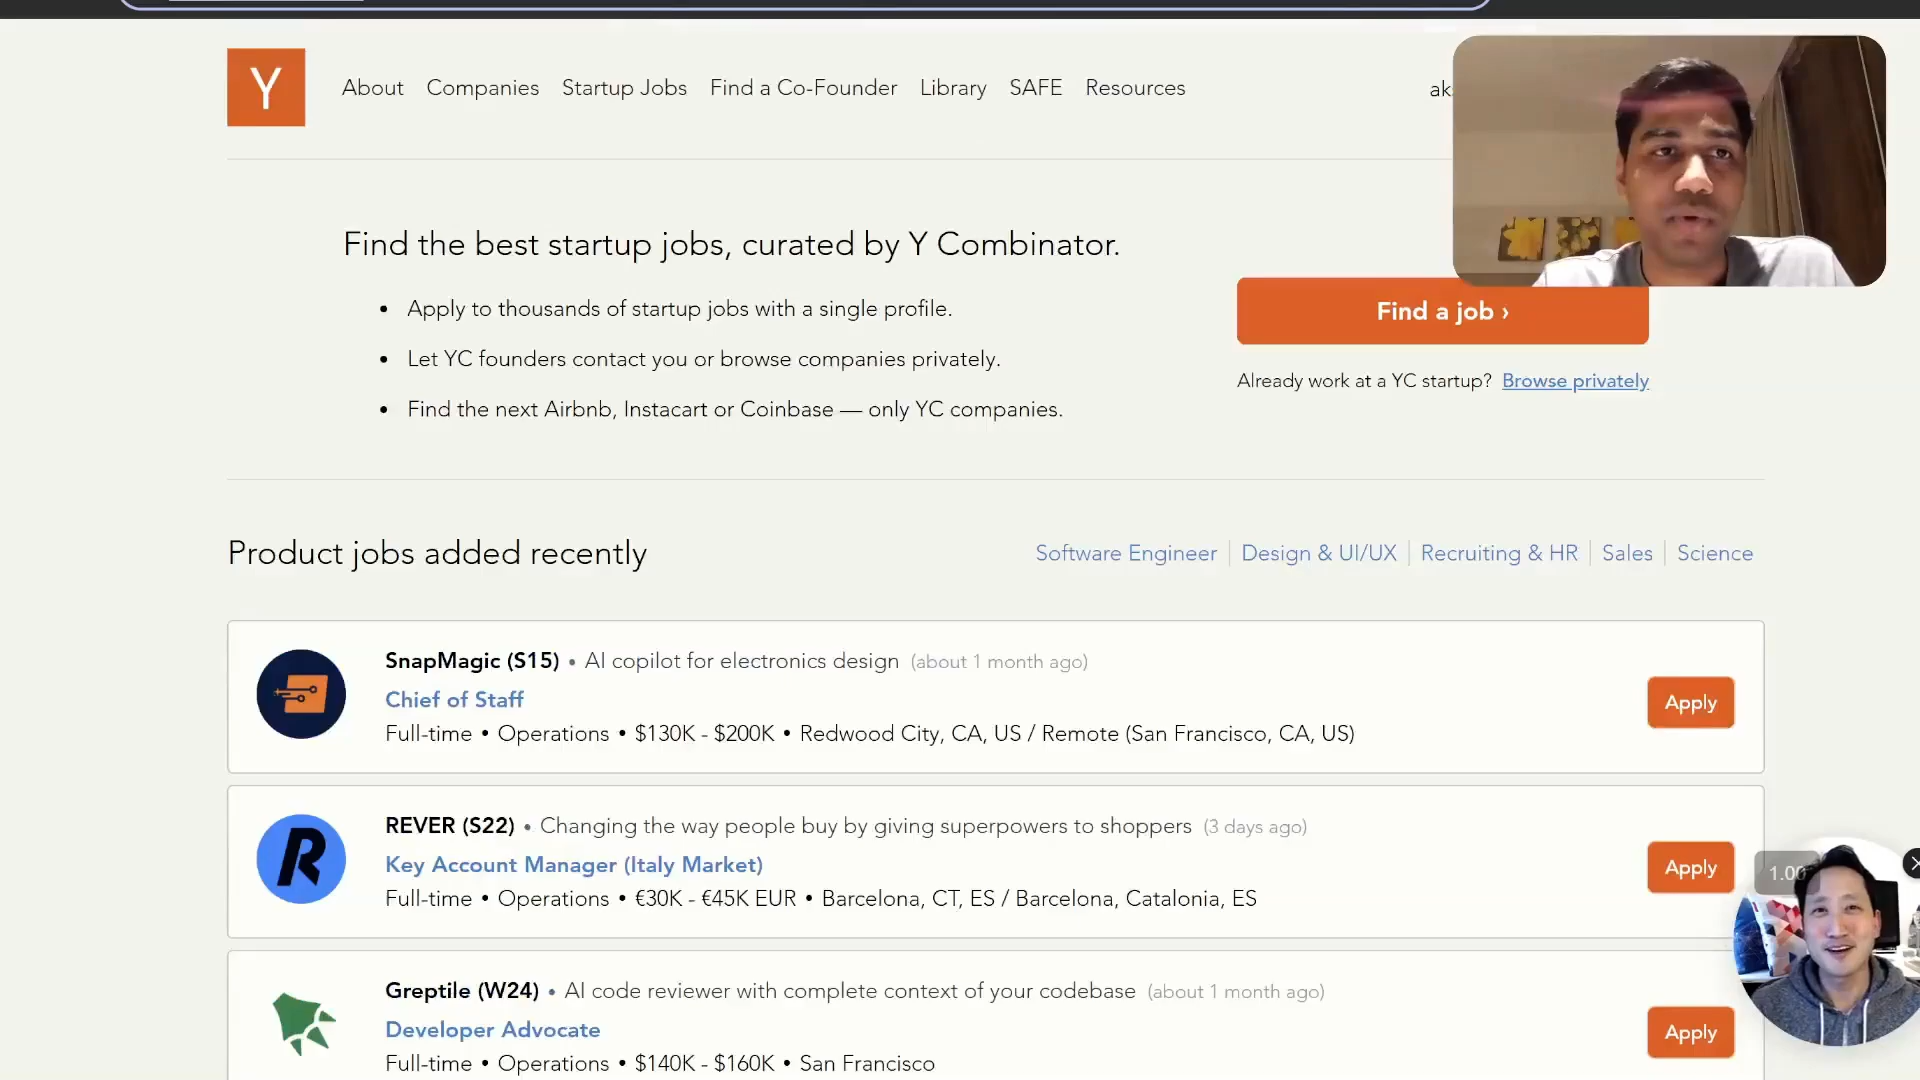 Y
About Companies Startup Jobs Find a Co-Founder Library SAFE Resources
Find the best startup jobs, curated by Y Combinator.
• Apply to thousands of startup jobs with a single profile.
• Let YC founders contact you or browse companies privately.
• Find the next Airbnb, Instacart or Coinbase — only YC companies.
Find a job ›
Already work at a YC startup? Browse privately
Product jobs added recently
Software Engineer | Design & UI/UX | Recruiting & HR | Sales | Science
SnapMagic (S15) • AI copilot for electronics design (about 1 month ago)
Chief of Staff
Full-time • Operations • $130K - $200K • Redwood City, CA, US / Remote (San Francisco, CA, US)
Apply
REVER (S22) • Changing the way people buy by giving superpowers to shoppers (3 days ago)
Key Account Manager (Italy Market)
Full-time • Operations • €30K - €45K EUR • Barcelona, CT, ES / Barcelona, Catalonia, ES
Apply
1.00
Greptile (W24) • AI code reviewer with complete context of your codebase (about 1 month ago)
Developer Advocate
Full-time • Operations • $140K - $160K • San Francisco
Apply